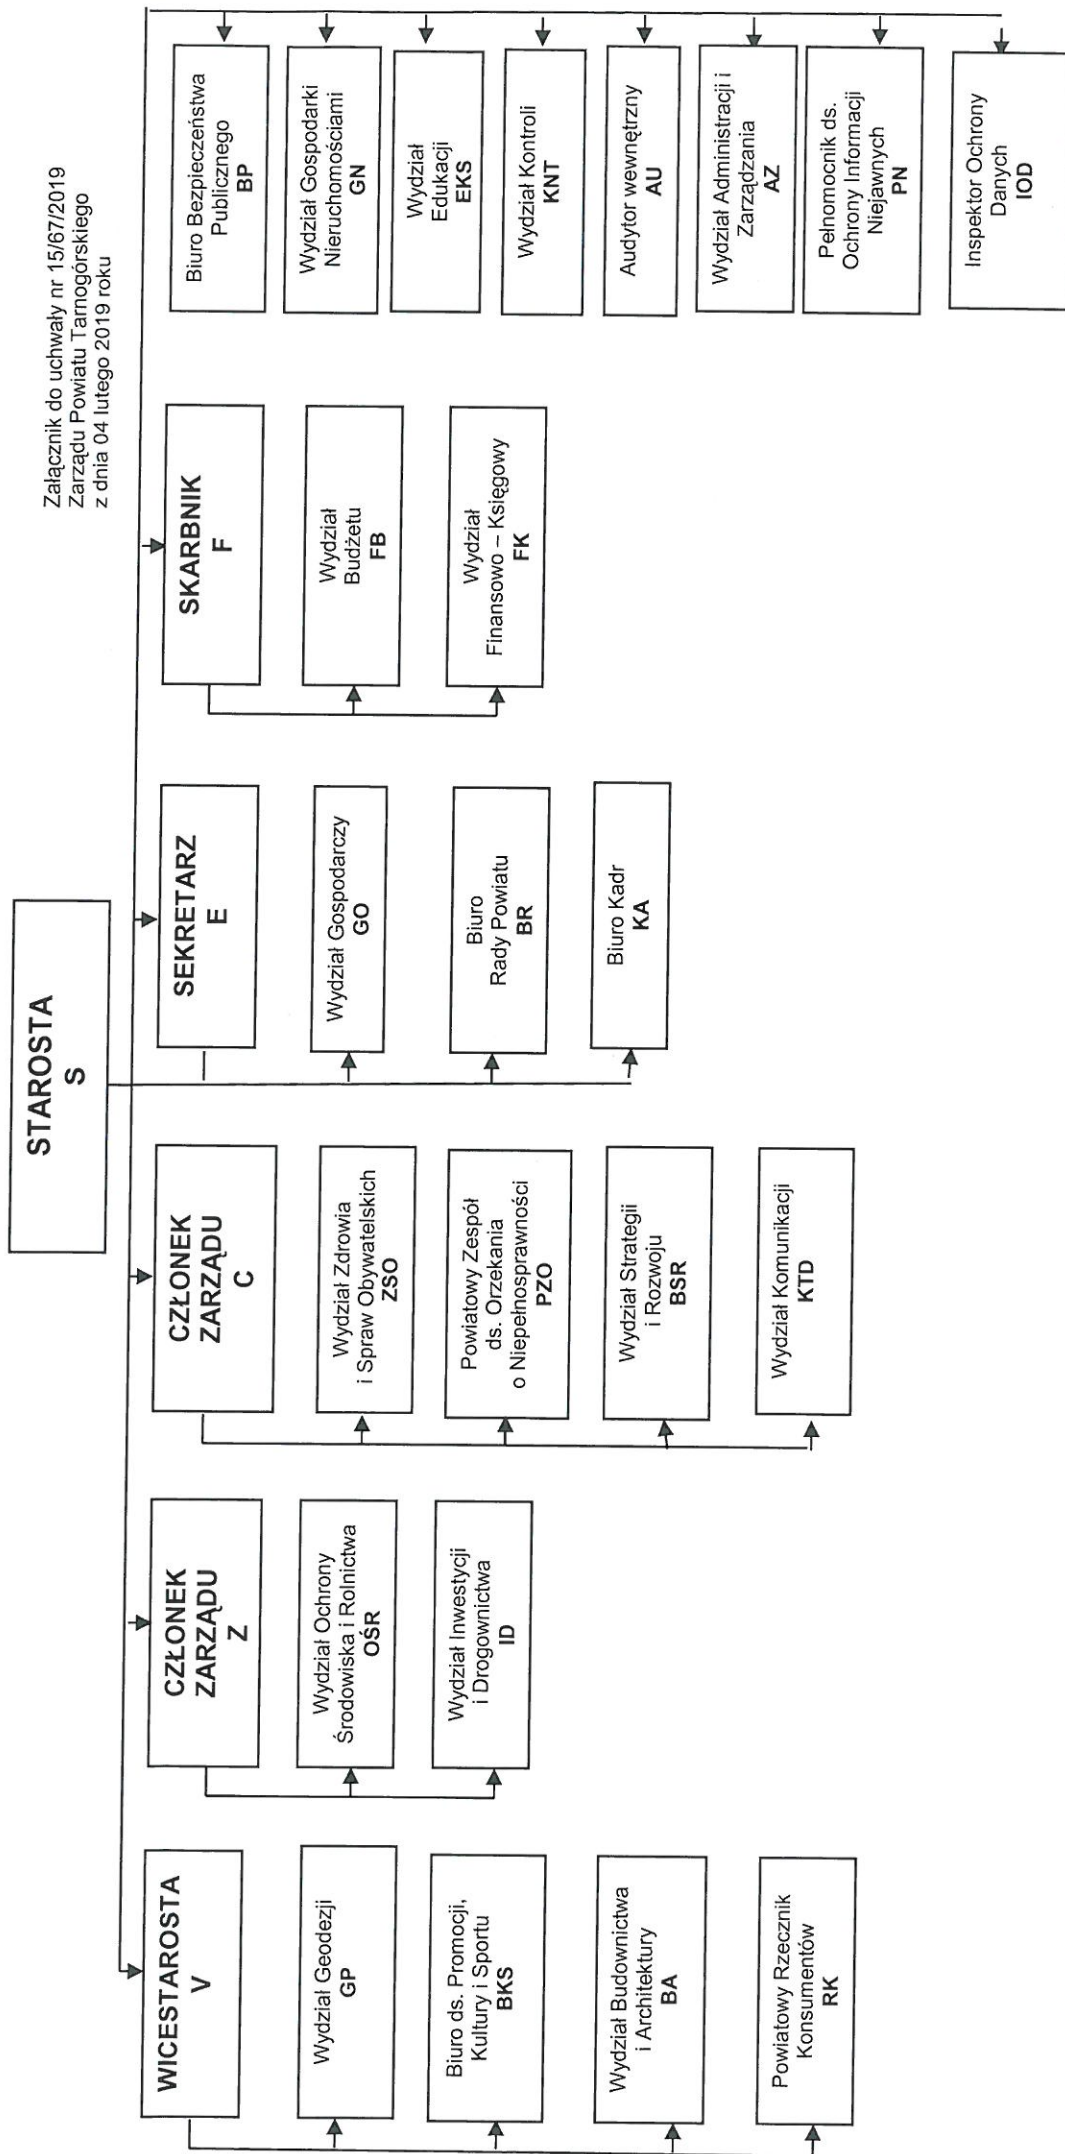 Załącznik do uchwały nr 15/67/2019
Zarządu Powiatu Tarnogórskiego
z dnia 04 lutego 2019 roku
STAROSTA
S
WICESTAROSTA
V
Wydział Geodezji
GP
Biuro ds. Promocji,
Kultury i Sportu
BKS
Wydział Budownictwa
i Architektury
BA
Powiatowy Rzecznik
Konsumentów
RK
CZŁONEK
ZARZĄDU
Z
Wydział Ochrony
Środowiska i Rolnictwa
OŚR
Wydział Inwestycji
i Drogownictwa
ID
CZŁONEK
ZARZĄDU
C
Wydział Zdrowia
i Spraw Obywatelskich
ZSO
Powiatowy Zespół
ds. Orzekania
o Niepełnosprawności
PZO
Wydział Strategii
i Rozwoju
BSR
Wydział Komunikacji
KTD
SEKRETARZ
E
Wydział Gospodarczy
GO
Biuro
Rady Powiatu
BR
Biuro Kadr
KA
SKARBNIK
F
Wydział
Budżetu
FB
Wydział
Finansowo – Księgowy
FK
Biuro Bezpieczeństwa
Publicznego
BP
Wydział Gospodarki
Nieruchomościami
GN
Wydział
Edukacji
EKS
Wydział Kontroli
KNT
Audytor wewnętrzny
AU
Wydział Administracji i
Zarządzania
AZ
Pełnomocnik ds.
Ochrony Informacji
Niejawnych
PN
Inspektor Ochrony
Danych
IOD